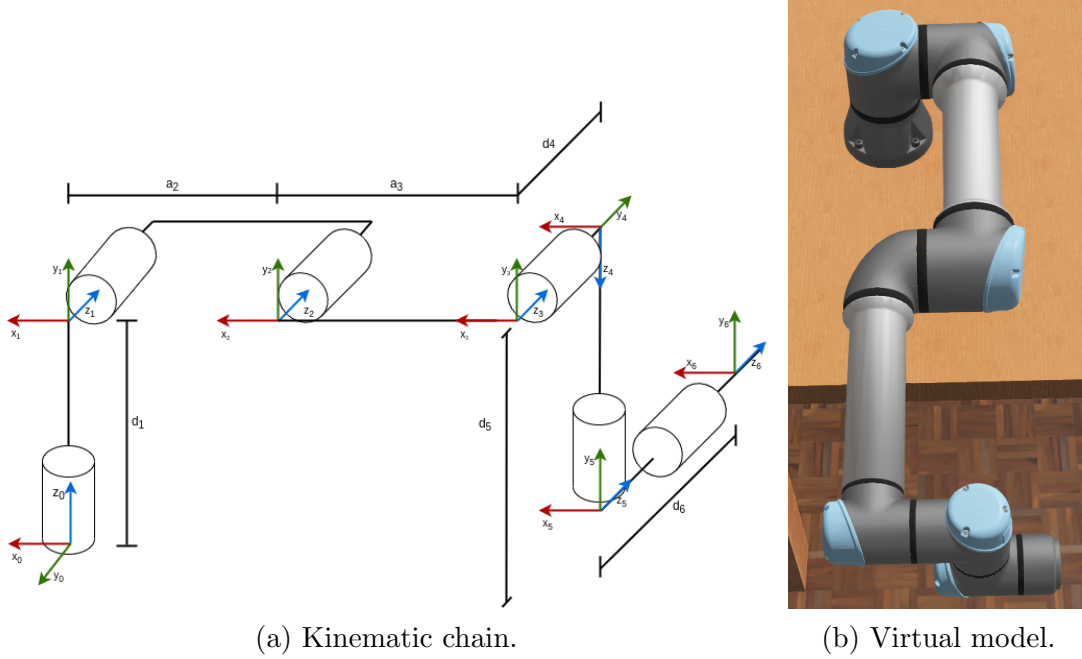 d4
a2
a3
x4
y4
y1
y2
y3
z4
z1
z2
z3
x1
x2
x3
y6
x6
z6
d1
d5
z0
y5
z5
d6
x5
x0
y0
(a) Kinematic chain.
(b) Virtual model.